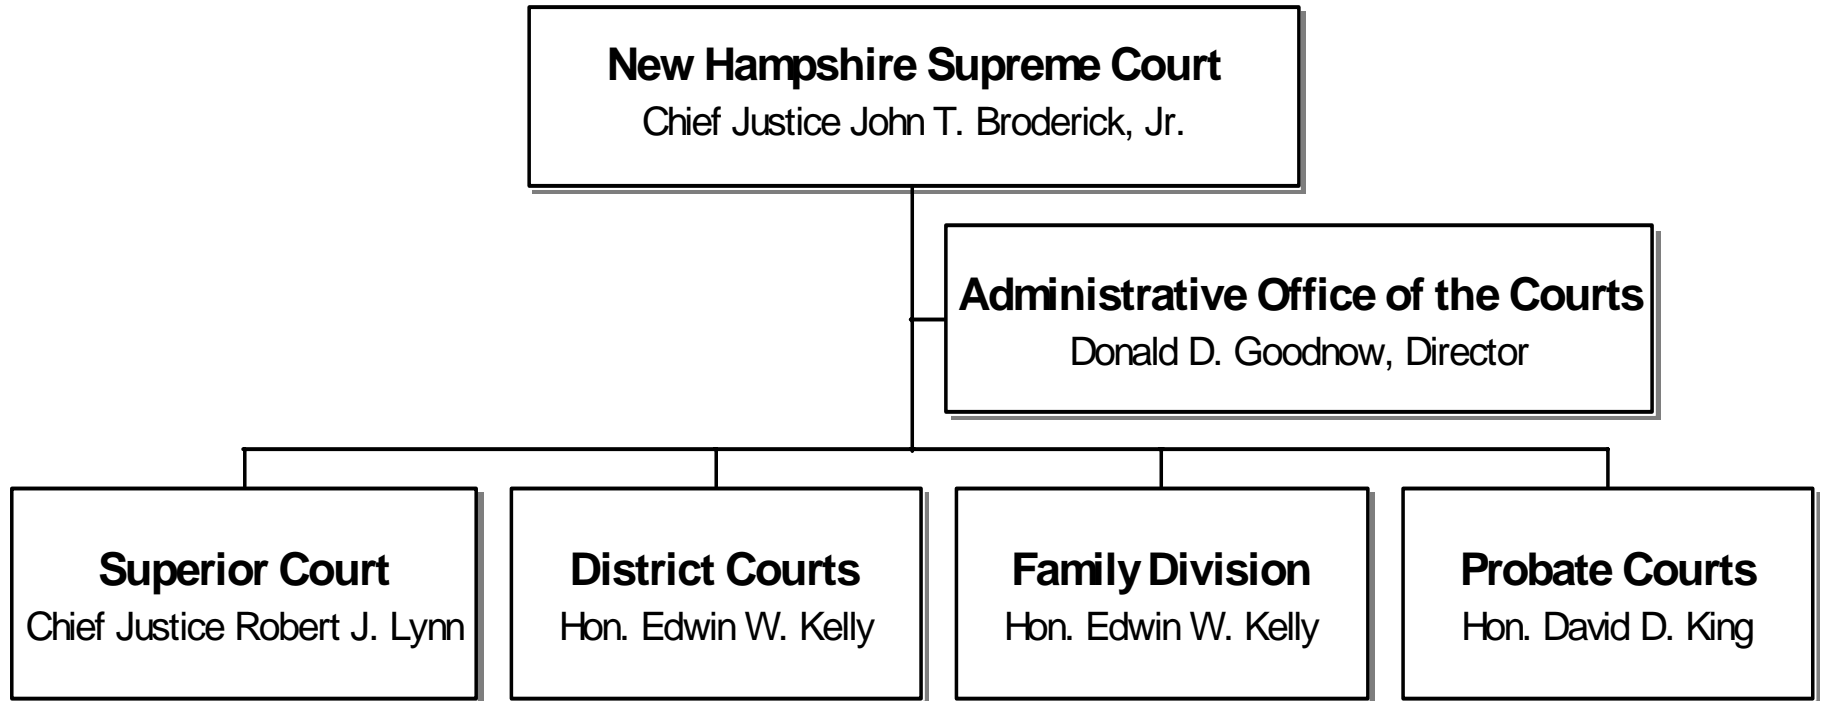 New Hampshire Supreme Court
Chief Justice John T. Broderick, Jr.
Administrative Office of the Courts
Donald D. Goodnow, Director
Superior Court
Chief Justice Robert J. Lynn
District Courts
Hon. Edwin W. Kelly
Family Division
Hon. Edwin W. Kelly
Probate Courts
Hon. David D. King